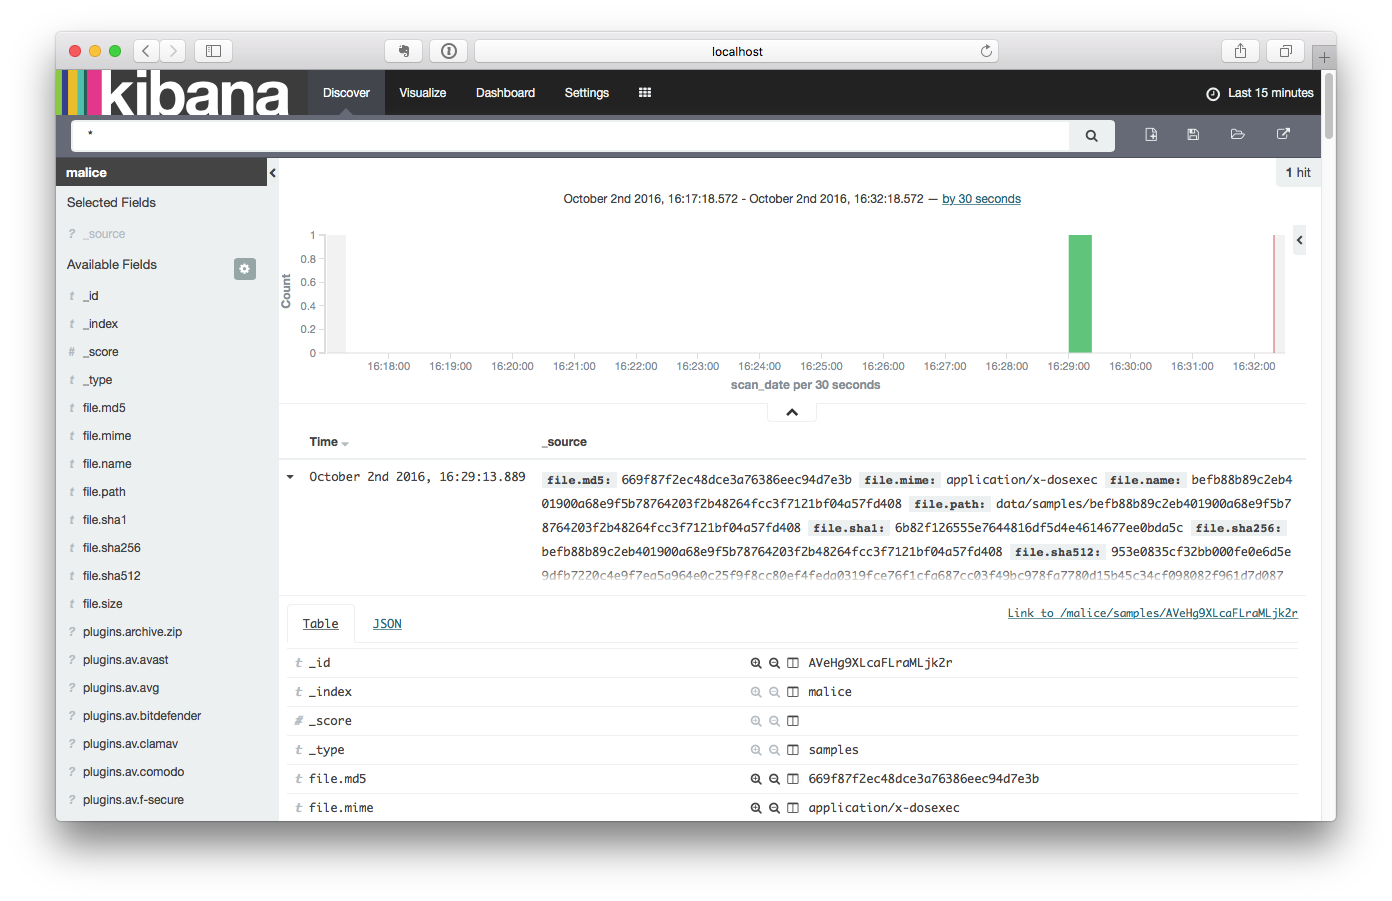 localhost
kibana
Discover Visualize Dashboard Settings
Last 15 minutes
*
malice
1 hit
Selected Fields
? _source
Available Fields
t _id
t _index
# _score
t _type
t file.md5
t file.mime
t file.name
t file.path
t file.sha1
t file.sha256
t file.sha512
t file.size
? plugins.archive.zip
? plugins.av.avast
? plugins.av.avg
? plugins.av.bitdefender
? plugins.av.clamav
? plugins.av.comodo
? plugins.av.f-secure
October 2nd 2016, 16:17:18.572 - October 2nd 2016, 16:32:18.572 — by 30 seconds
Count
1
0.8
0.6
0.4
0.2
0
16:18:00 16:19:00 16:20:00 16:21:00 16:22:00 16:23:00 16:24:00 16:25:00 16:26:00 16:27:00 16:28:00 16:29:00 16:30:00 16:31:00 16:32:00
scan_date per 30 seconds
Time _source
October 2nd 2016, 16:29:13.889 file.md5: 669f87f2ec48dce3a76386eec94d7e3b file.mime: application/x-dosexec file.name: befb88b89c2eb4
01900a68e9f5b78764203f2b48264fcc3f7121bf04a57fd408 file.path: data/samples/befb88b89c2eb401900a68e9f5b7
8764203f2b48264fcc3f7121bf04a57fd408 file.sha1: 6b82f126555e7644816df5d4e4614677ee0bda5c file.sha256:
befb88b89c2eb401900a68e9f5b78764203f2b48264fcc3f7121bf04a57fd408 file.sha512: 953e0835cf32bb000fe0e6d5e
9dfb7220c4e9f7ea5a964e0c25f9f8cc80ef4feda0319fce76f1cfa687cc03f49bc978fa7780d15b45c34cf098082f961d7d087
Table JSON
Link to /malice/samples/AVeHg9XLcaFLraMLjk2r
t _id AVeHg9XLcaFLraMLjk2r
t _index malice
# _score
t _type samples
t file.md5 669f87f2ec48dce3a76386eec94d7e3b
t file.mime application/x-dosexec